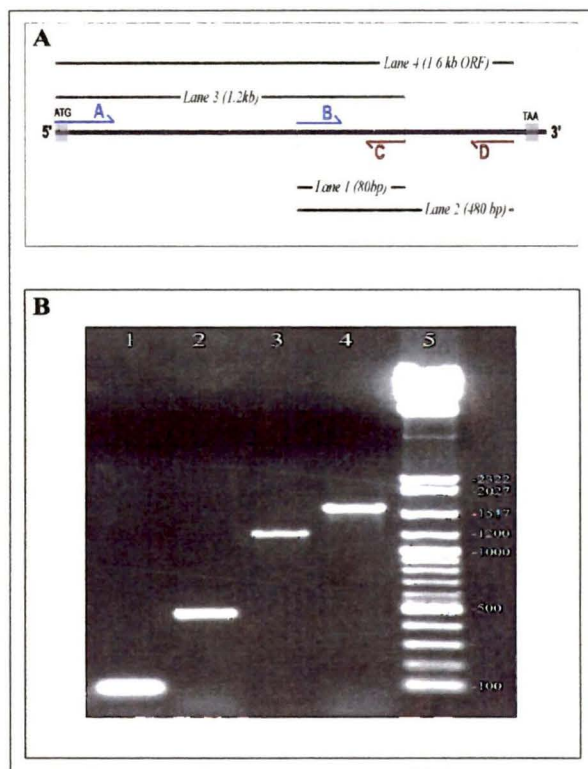 A
Lane 4 (1 6 kb ORF)
Lane 3 (1.2kb)
ATG A B TAA
5' 3'
C D
Lane 1 (80bp)
Lane 2 (480 bp)
B
1 2 3 4 5
-2322
-2027
-1517
-1200
-1000
-500
-100